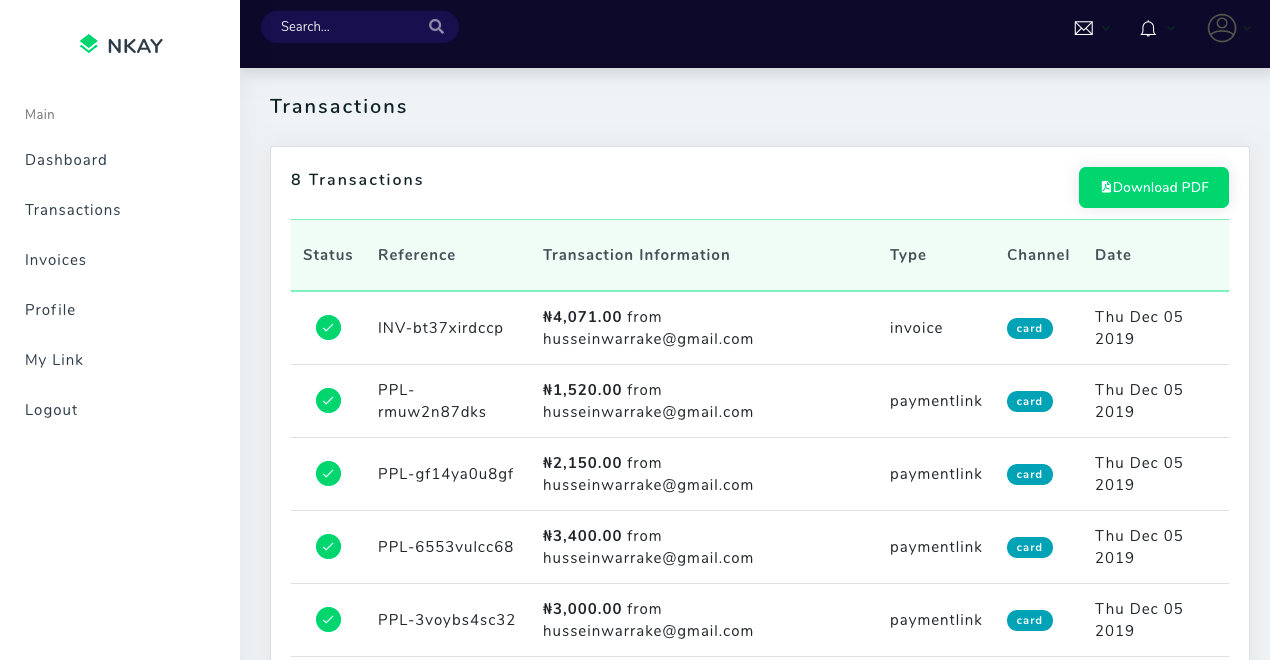 NKAY
Search...
Main
Dashboard
Transactions
Invoices
Profile
My Link
Logout
Transactions
8 Transactions
Download PDF
Status Reference Transaction Information Type Channel Date
INV-bt37xirdccp ₦4,071.00 from invoice card Thu Dec 05
husseinwarrake@gmail.com 2019
PPL- ₦1,520.00 from paymentlink card Thu Dec 05
rmuw2n87dks husseinwarrake@gmail.com 2019
PPL-gf14ya0u8gf ₦2,150.00 from paymentlink card Thu Dec 05
husseinwarrake@gmail.com 2019
PPL-6553vulcc68 ₦3,400.00 from paymentlink card Thu Dec 05
husseinwarrake@gmail.com 2019
PPL-3voybs4sc32 ₦3,000.00 from paymentlink card Thu Dec 05
husseinwarrake@gmail.com 2019